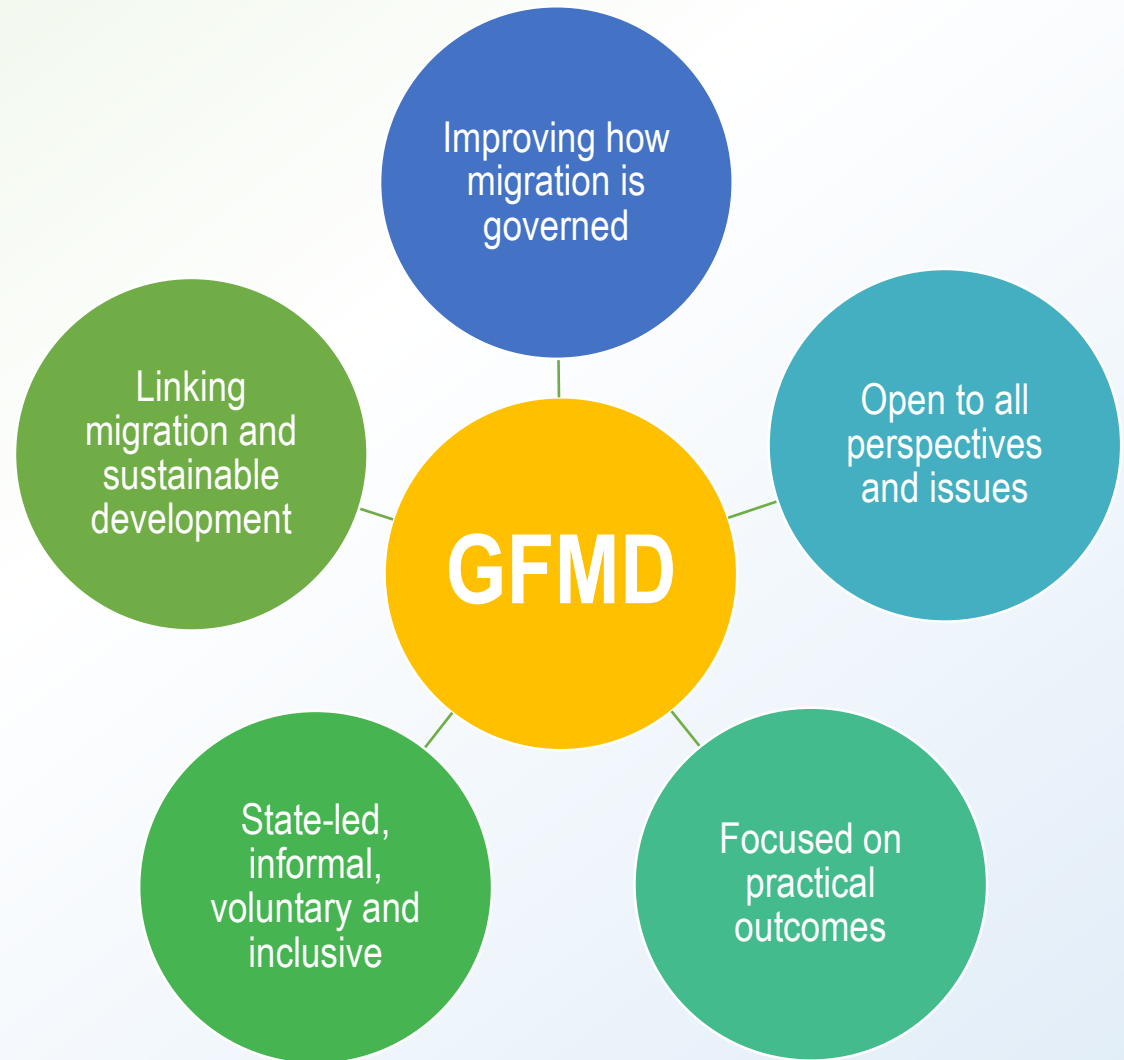 Improving how
migration is
governed
Open to all
perspectives
and issues
Focused on
practical
outcomes
State-led,
informal,
voluntary and
inclusive
Linking
migration and
sustainable
development
GFMD